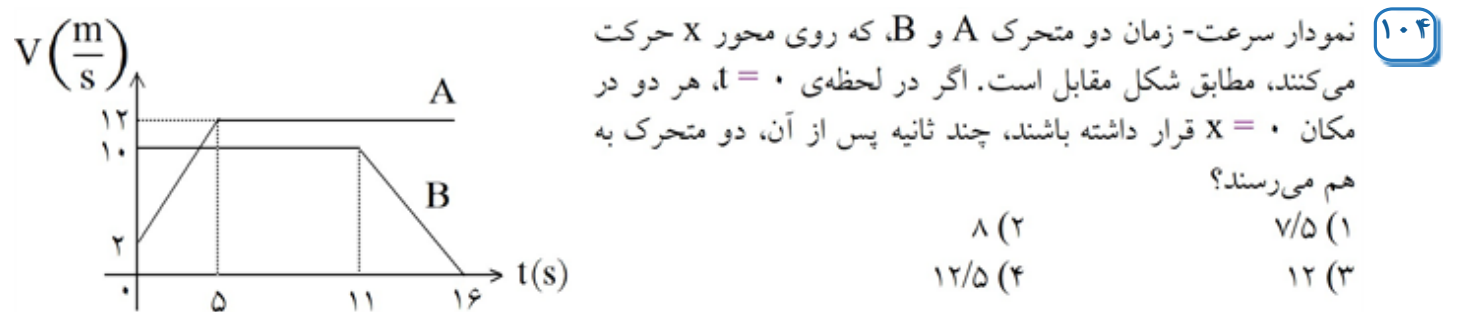 ۱۰۴
نمودار سرعت- زمان دو متحرک A و B، که روی محور x حرکت
می‌کنند، مطابق شکل مقابل است. اگر در لحظه‌ی t = ۰، هر دو در
مکان x = ۰ قرار داشته باشند، چند ثانیه پس از آن، دو متحرک به
هم می‌رسند؟
۱) ۷/۵ ۲) ۸
۳) ۱۲ ۴) ۱۲/۵
V(m/s)
A
۱۲
۱۰
B
۲
t(s)
۰ ۵ ۱۱ ۱۶